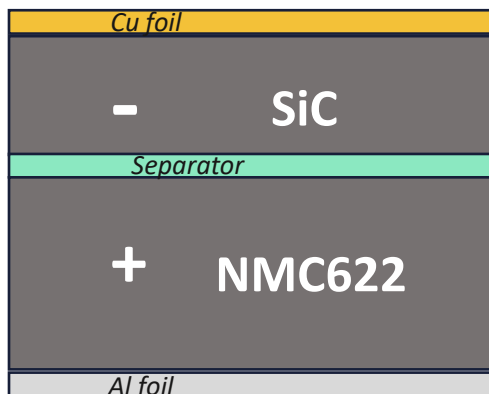 Cu foil
- SiC
Separator
+ NMC622
Al foil